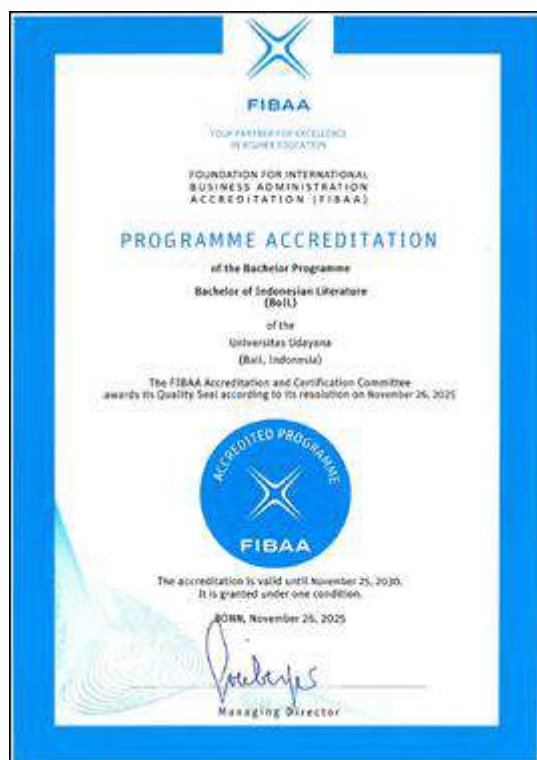 FIBAA
YOUR PARTNER FOR EXCELLENCE
IN HIGHER EDUCATION
FOUNDATION FOR INTERNATIONAL
BUSINESS ADMINISTRATION
ACCREDITATION (FIBAA)
PROGRAMME ACCREDITATION
of the Bachelor Programme
Bachelor of Indonesian Literature
(BoIL)
of the
Universitas Udayana
(Bali, Indonesia)
The FIBAA Accreditation and Certification Committee
awards its Quality Seal according to its resolution on November 26, 2025
ACCREDITED PROGRAMME
FIBAA
The accreditation is valid until November 25, 2030.
It is granted under one condition.
BONN, November 26, 2025
Managing Director